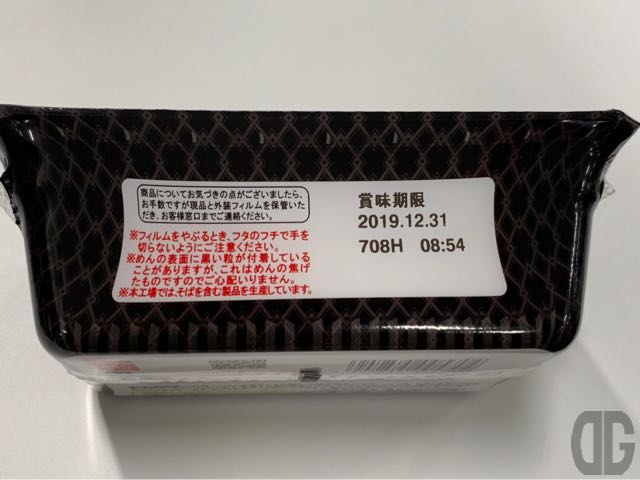 商品についてお気づきの点がございましたら、
お手数ですが現品と外装フィルムを保管いた
だき、お客様窓口までご連絡ください。
※フィルムをやぶるとき、フタのフチで手を
切らないようにご注意ください。
※めんの表面に黒い粒が付着している
ことがありますが、これはめんの焦げ
たものですのでご心配いりません。
※本工場では、そばを含む製品を生産しています。
賞味期限
2019.12.31
708H 08:54
DG